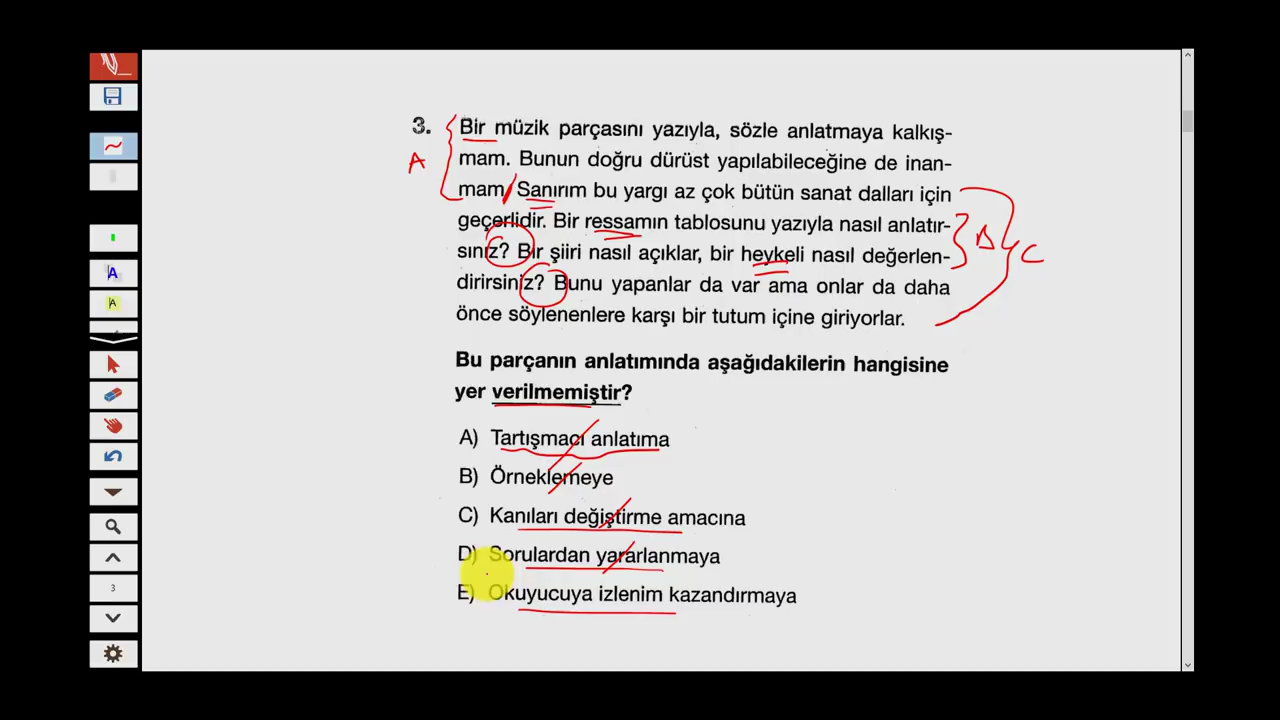 3. Bir müzik parçasını yazıyla, sözle anlatmaya kalkış-
mam. Bunun doğru dürüst yapılabileceğine de inan-
A
mam. Sanırım bu yargı az çok bütün sanat dalları için
geçerlidir. Bir ressamın tablosunu yazıyla nasıl anlatır-
sınız? Bir şiiri nasıl açıklar, bir heykeli nasıl değerlen-
C
dirirsiniz? Bunu yapanlar da var ama onlar da daha
önce söylenenlere karşı bir tutum içine giriyorlar.
Bu parçanın anlatımında aşağıdakilerin hangisine
yer verilmemiştir?
A) Tartışmacı anlatıma
B) Örneklemeye
C) Kanıları değiştirme amacına
D) Sorulardan yararlanmaya
E) Okuyucuya izlenim kazandırmaya
A
A
3